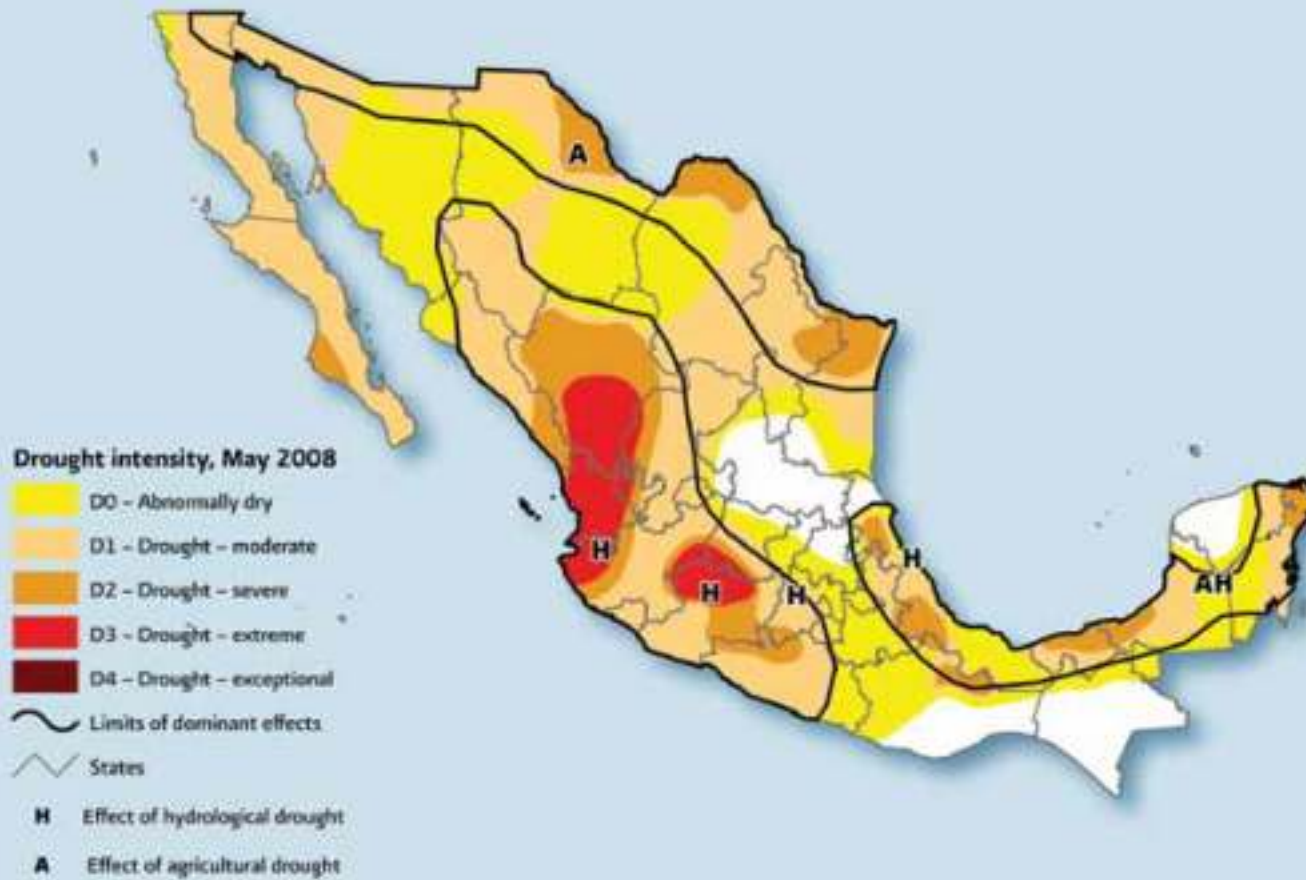 A
Drought intensity, May 2008
D0 – Abnormally dry
D1 – Drought – moderate
H
H
H
H
AH
D2 – Drought – severe
D3 – Drought – extreme
D4 – Drought – exceptional
Limits of dominant effects
States
H Effect of hydrological drought
A Effect of agricultural drought